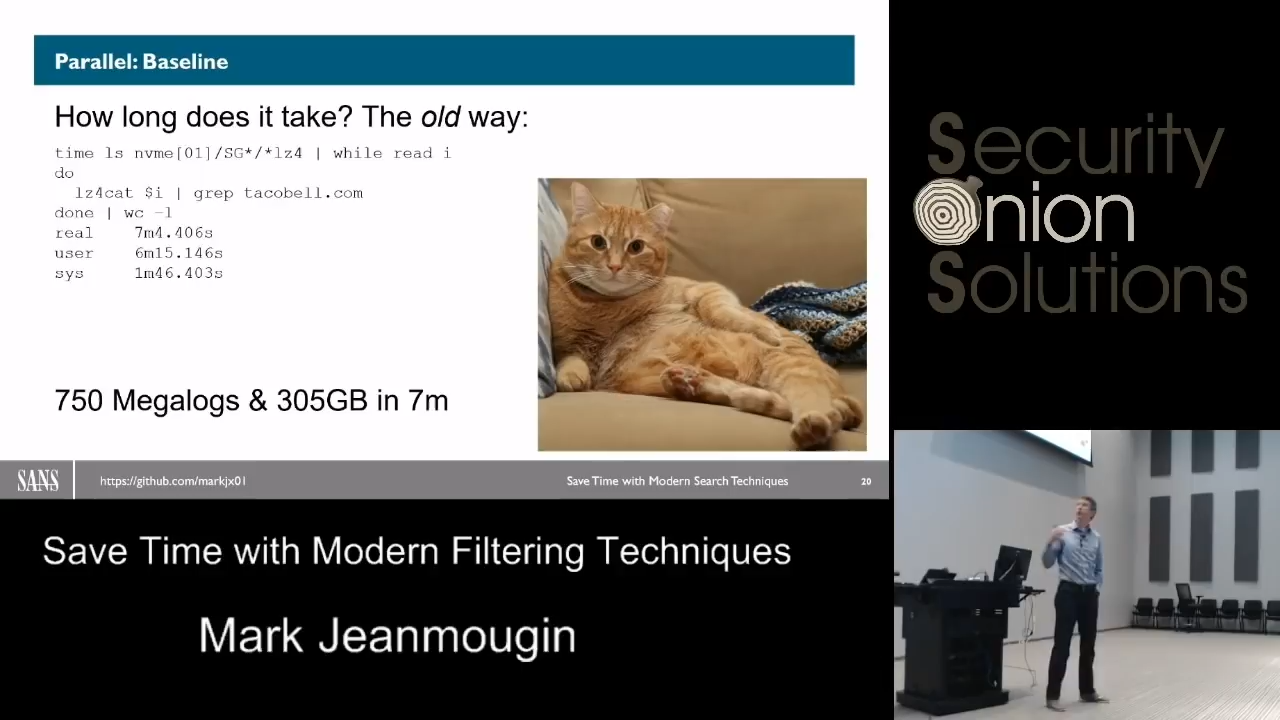 Parallel: Baseline
How long does it take? The old way:
time ls nvme[01]/SG*/*lz4 | while read i
do
lz4cat $i | grep tacobell.com
done | wc -l
real 7m4.406s
user 6m15.146s
sys 1m46.403s
750 Megalogs & 305GB in 7m
SANS
https://github.com/markjx01
Save Time with Modern Search Techniques
20
Security
Onion
Solutions
Save Time with Modern Filtering Techniques
Mark Jeanmougin